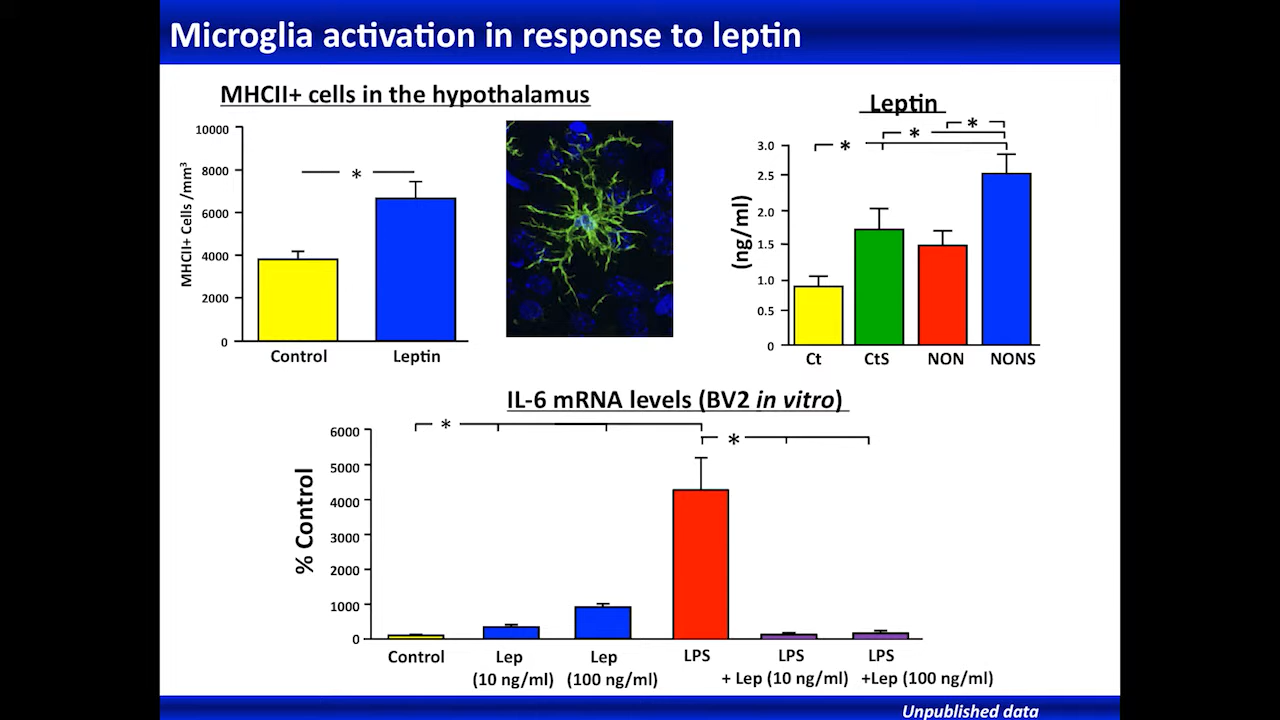 Microglia activation in response to leptin
MHCII+ cells in the hypothalamus
MHCII+ Cells /mm³
10000
8000
6000
4000
2000
0
*
Control
Leptin
Leptin
(ng/ml)
3.0
2.5
2.0
1.5
1.0
0.5
0
*
*
*
Ct
CtS
NON
NONS
IL-6 mRNA levels (BV2 in vitro)
% Control
6000
5000
4000
3000
2000
1000
0
*
*
Control
Lep
(10 ng/ml)
Lep
(100 ng/ml)
LPS
LPS
+ Lep (10 ng/ml)
LPS
+Lep (100 ng/ml)
Unpublished data